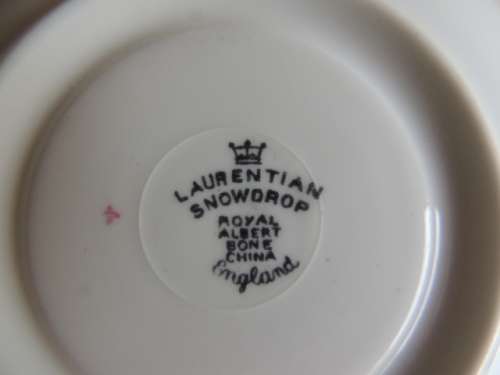 LAURENTIAN
SNOWDROP
ROYAL
ALBERT
BONE
CHINA
England